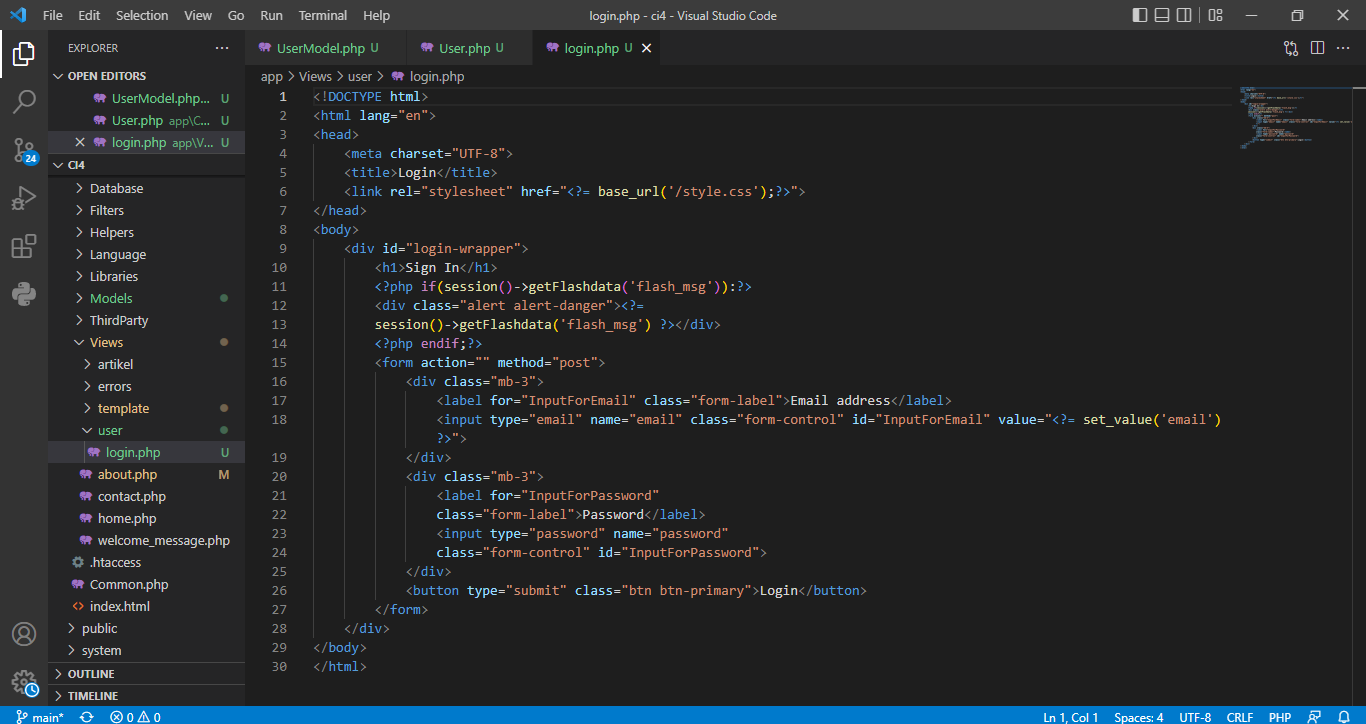 File Edit Selection View Go Run Terminal Help login.php - ci4 - Visual Studio Code
EXPLORER
UserModel.php U User.php U login.php U
OPEN EDITORS
UserModel.php... U
User.php app\C... U
login.php app\V... U
CI4
Database
Filters
Helpers
Language
Libraries
Models
ThirdParty
Views
artikel
errors
template
user
login.php U
about.php M
contact.php
home.php
welcome_message.php
.htaccess
Common.php
index.html
public
system
OUTLINE
TIMELINE
24
app > Views > user > login.php
1 <!DOCTYPE html>
2 <html lang="en">
3 <head>
4 <meta charset="UTF-8">
5 <title>Login</title>
6 <link rel="stylesheet" href="<?= base_url('/style.css');?>">
7 </head>
8 <body>
9 <div id="login-wrapper">
10 <h1>Sign In</h1>
11 <?php if(session()->getFlashdata('flash_msg')):?>
12 <div class="alert alert-danger"><?=
13 session()->getFlashdata('flash_msg') ?></div>
14 <?php endif;?>
15 <form action="" method="post">
16 <div class="mb-3">
17 <label for="InputForEmail" class="form-label">Email address</label>
18 <input type="email" name="email" class="form-control" id="InputForEmail" value="<?= set_value('email')
?>">
19 </div>
20 <div class="mb-3">
21 <label for="InputForPassword"
22 class="form-label">Password</label>
23 <input type="password" name="password"
24 class="form-control" id="InputForPassword">
25 </div>
26 <button type="submit" class="btn btn-primary">Login</button>
27 </form>
28 </div>
29 </body>
30 </html>
main* 0 0 Ln 1, Col 1 Spaces: 4 UTF-8 CRLF PHP